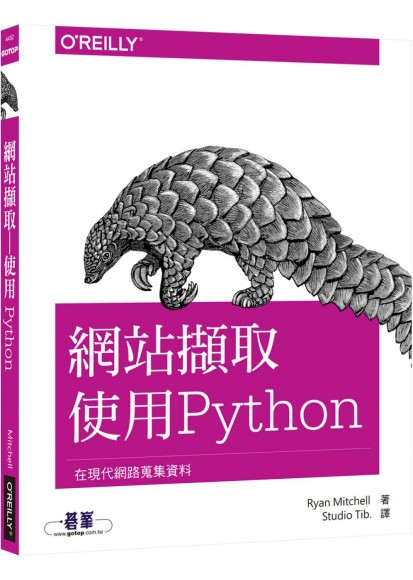 A452
GOTOP
網站擷取—使用Python
Mitchell
O'REILLY®
O'REILLY®
網站擷取
使用Python
在現代網路蒐集資料
Ryan Mitchell 著
Studio Tib. 譯
碁峯
www.gotop.com.tw